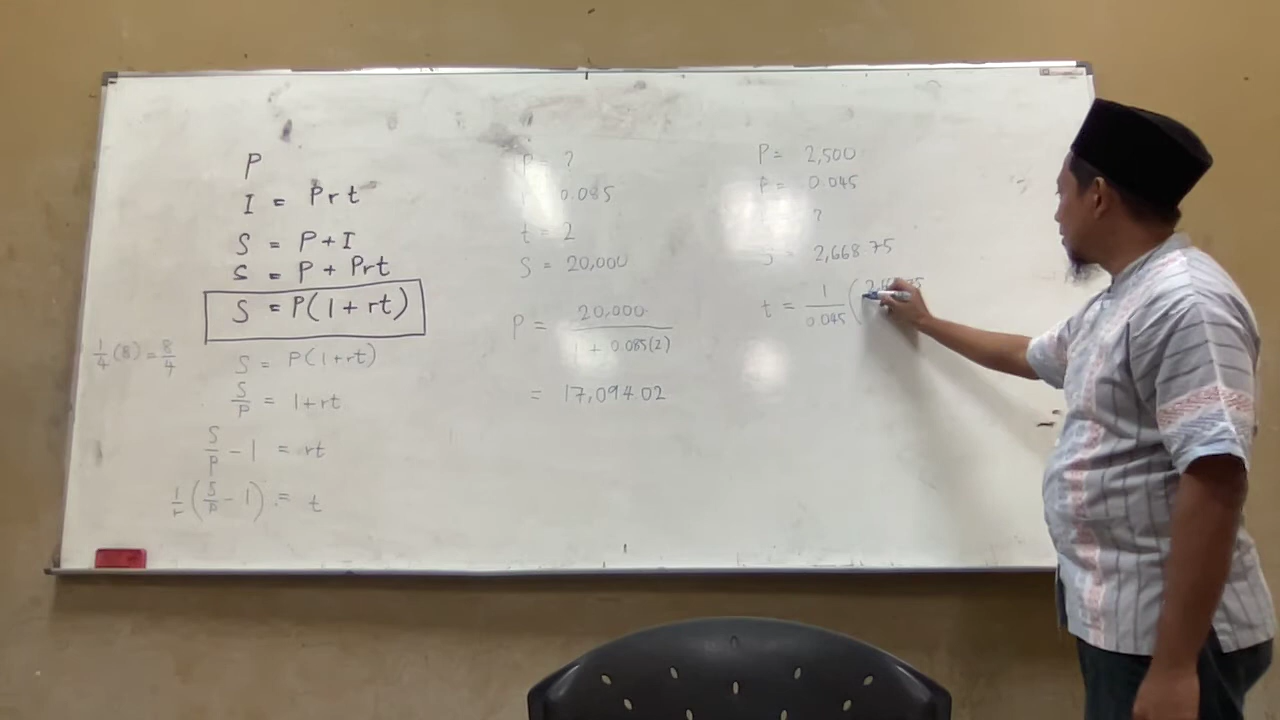 P
I = Prt
S = P + I
S = P + Prt
S = P(1 + rt)
1/4 (8) = 8/4
S = P(1 + rt)
S/P = 1 + rt
S/P - 1 = rt
1/r (S/P - 1) = t
P = ?
0.085
t = 2
S = 20,000
P = 20,000 / 1 + 0.085(2)
= 17,094.02
P = 2,500
= 0.045
?
2,668.75
t = 1/0.045 (